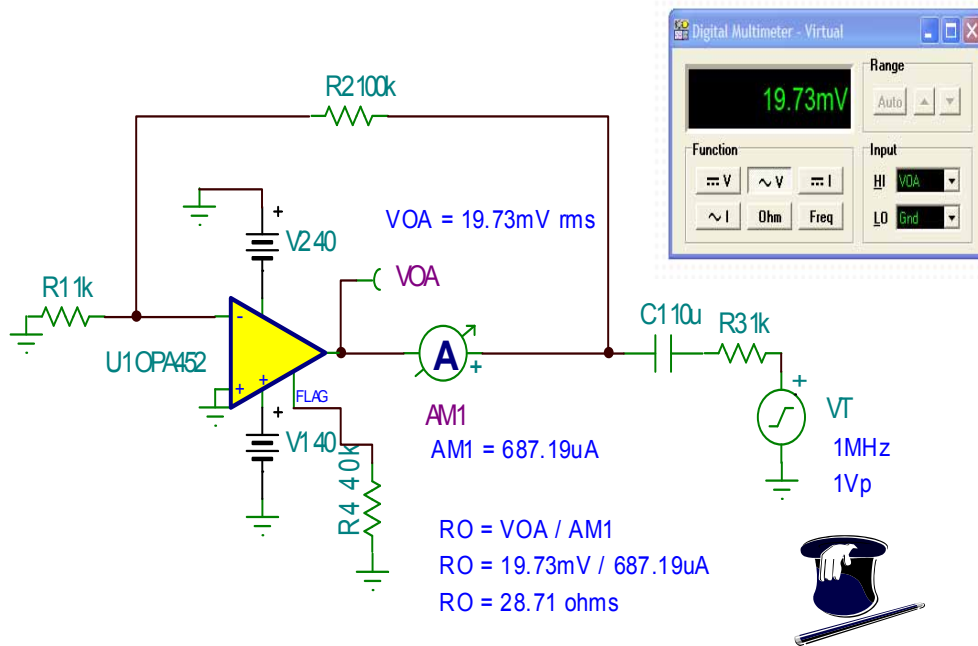 Digital Multimeter - Virtual
19.73mV
Range
Auto
Function
V
V
I
I
Ohm
Freq
Input
HI VOA
LO Gnd
R2 100k
V2 40
VOA = 19.73mV rms
VOA
R1 1k
-
+
+
U1 OPA452
FLAG
A
+
AM1
AM1 = 687.19uA
C1 10u
R3 1k
+
VT
1MHz
1Vp
+
V1 40
+
R4 40k
RO = VOA / AM1
RO = 19.73mV / 687.19uA
RO = 28.71 ohms